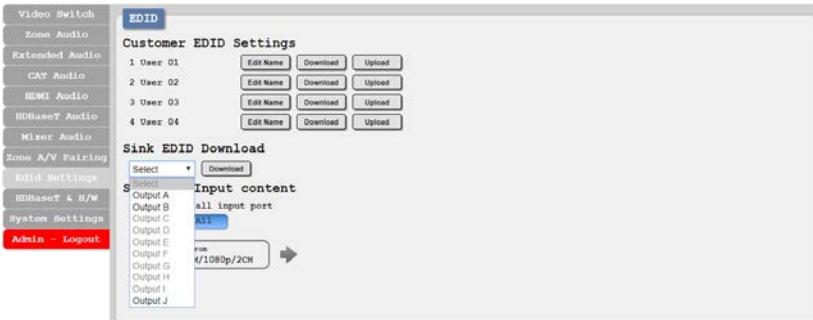 Video Switch
Zone Audio
Extended Audio
CAT Audio
HDMI Audio
HDBaseT Audio
Mixer Audio
Zone A/V Pairing
Edid Settings
HDBaseT & H/W
System Settings
Admin - Logout
EDID
Customer EDID Settings
1 User 01 Edit Name Download Upload
2 User 02 Edit Name Download Upload
3 User 03 Edit Name Download Upload
4 User 04 Edit Name Download Upload
Sink EDID Download
Select Download
Select
Output A
Output B
Output C
Output D
Output E
Output F
Output G
Output H
Output I
Output J
S Input content
all input port
All
/1080p/2CH